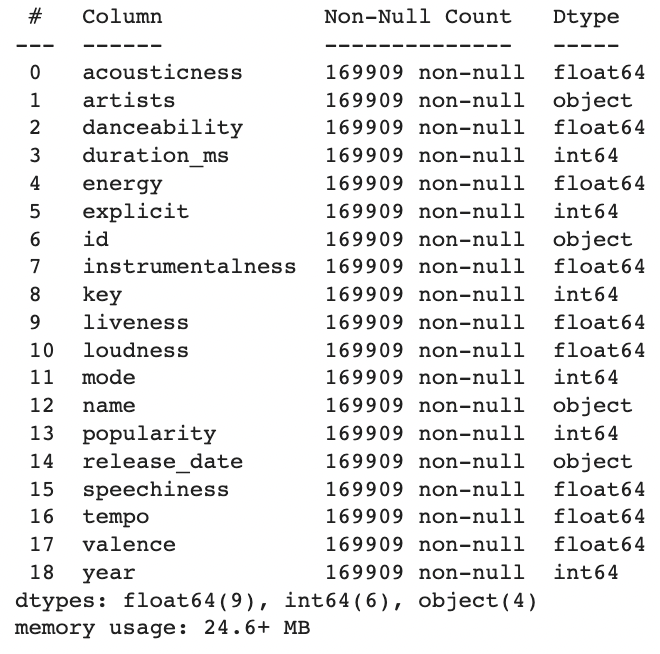 #   Column            Non-Null Count   Dtype
---  ------            --------------   -----
 0   acousticness      169909 non-null  float64
 1   artists           169909 non-null  object
 2   danceability      169909 non-null  float64
 3   duration_ms       169909 non-null  int64
 4   energy            169909 non-null  float64
 5   explicit          169909 non-null  int64
 6   id                169909 non-null  object
 7   instrumentalness  169909 non-null  float64
 8   key               169909 non-null  int64
 9   liveness          169909 non-null  float64
 10  loudness          169909 non-null  float64
 11  mode              169909 non-null  int64
 12  name              169909 non-null  object
 13  popularity        169909 non-null  int64
 14  release_date      169909 non-null  object
 15  speechiness       169909 non-null  float64
 16  tempo             169909 non-null  float64
 17  valence           169909 non-null  float64
 18  year              169909 non-null  int64
dtypes: float64(9), int64(6), object(4)
memory usage: 24.6+ MB